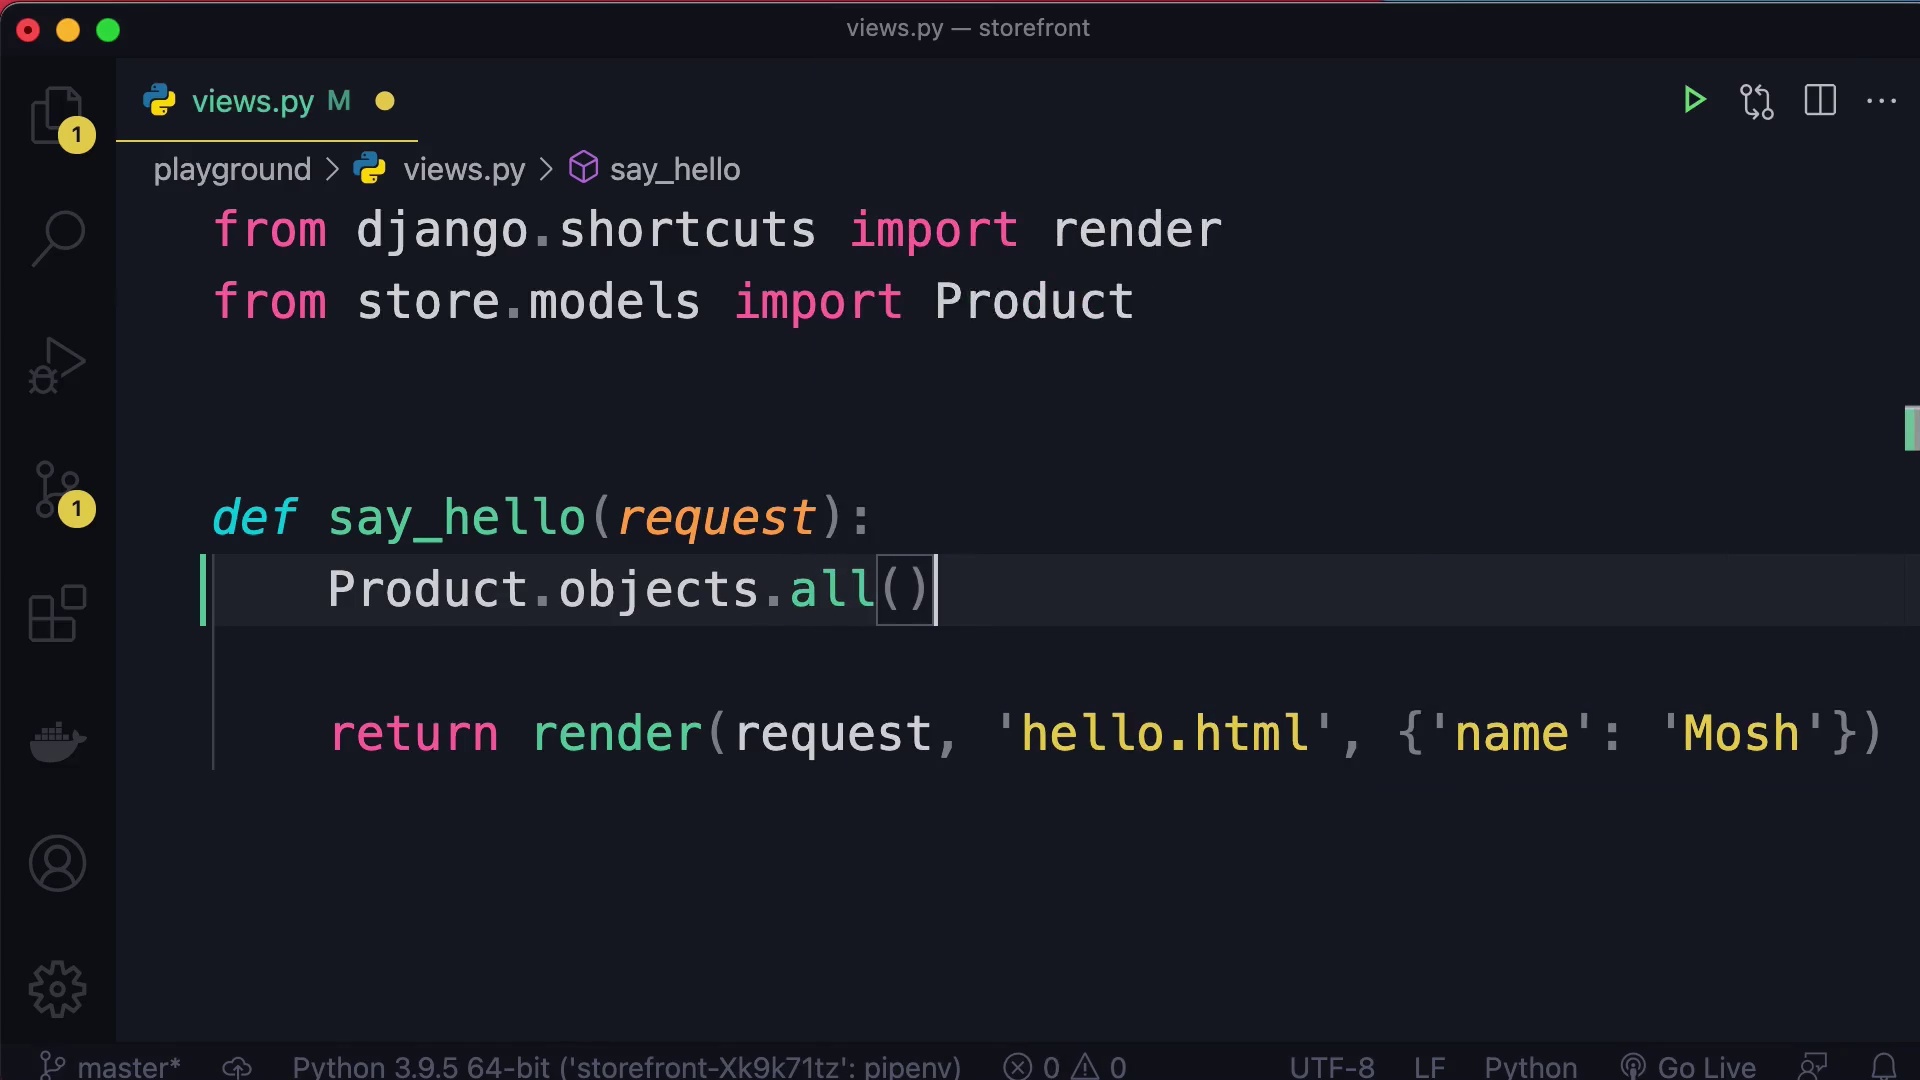 views.py — storefront
views.py M
playground > views.py > say_hello
from django.shortcuts import render
from store.models import Product
def say_hello(request):
Product.objects.all()
return render(request, 'hello.html', {'name': 'Mosh'})
1
1
master* Python 3.9.5 64-bit ('storefront-Xk9k71tz': pipenv) 0 0 UTF-8 LF Python Go Live